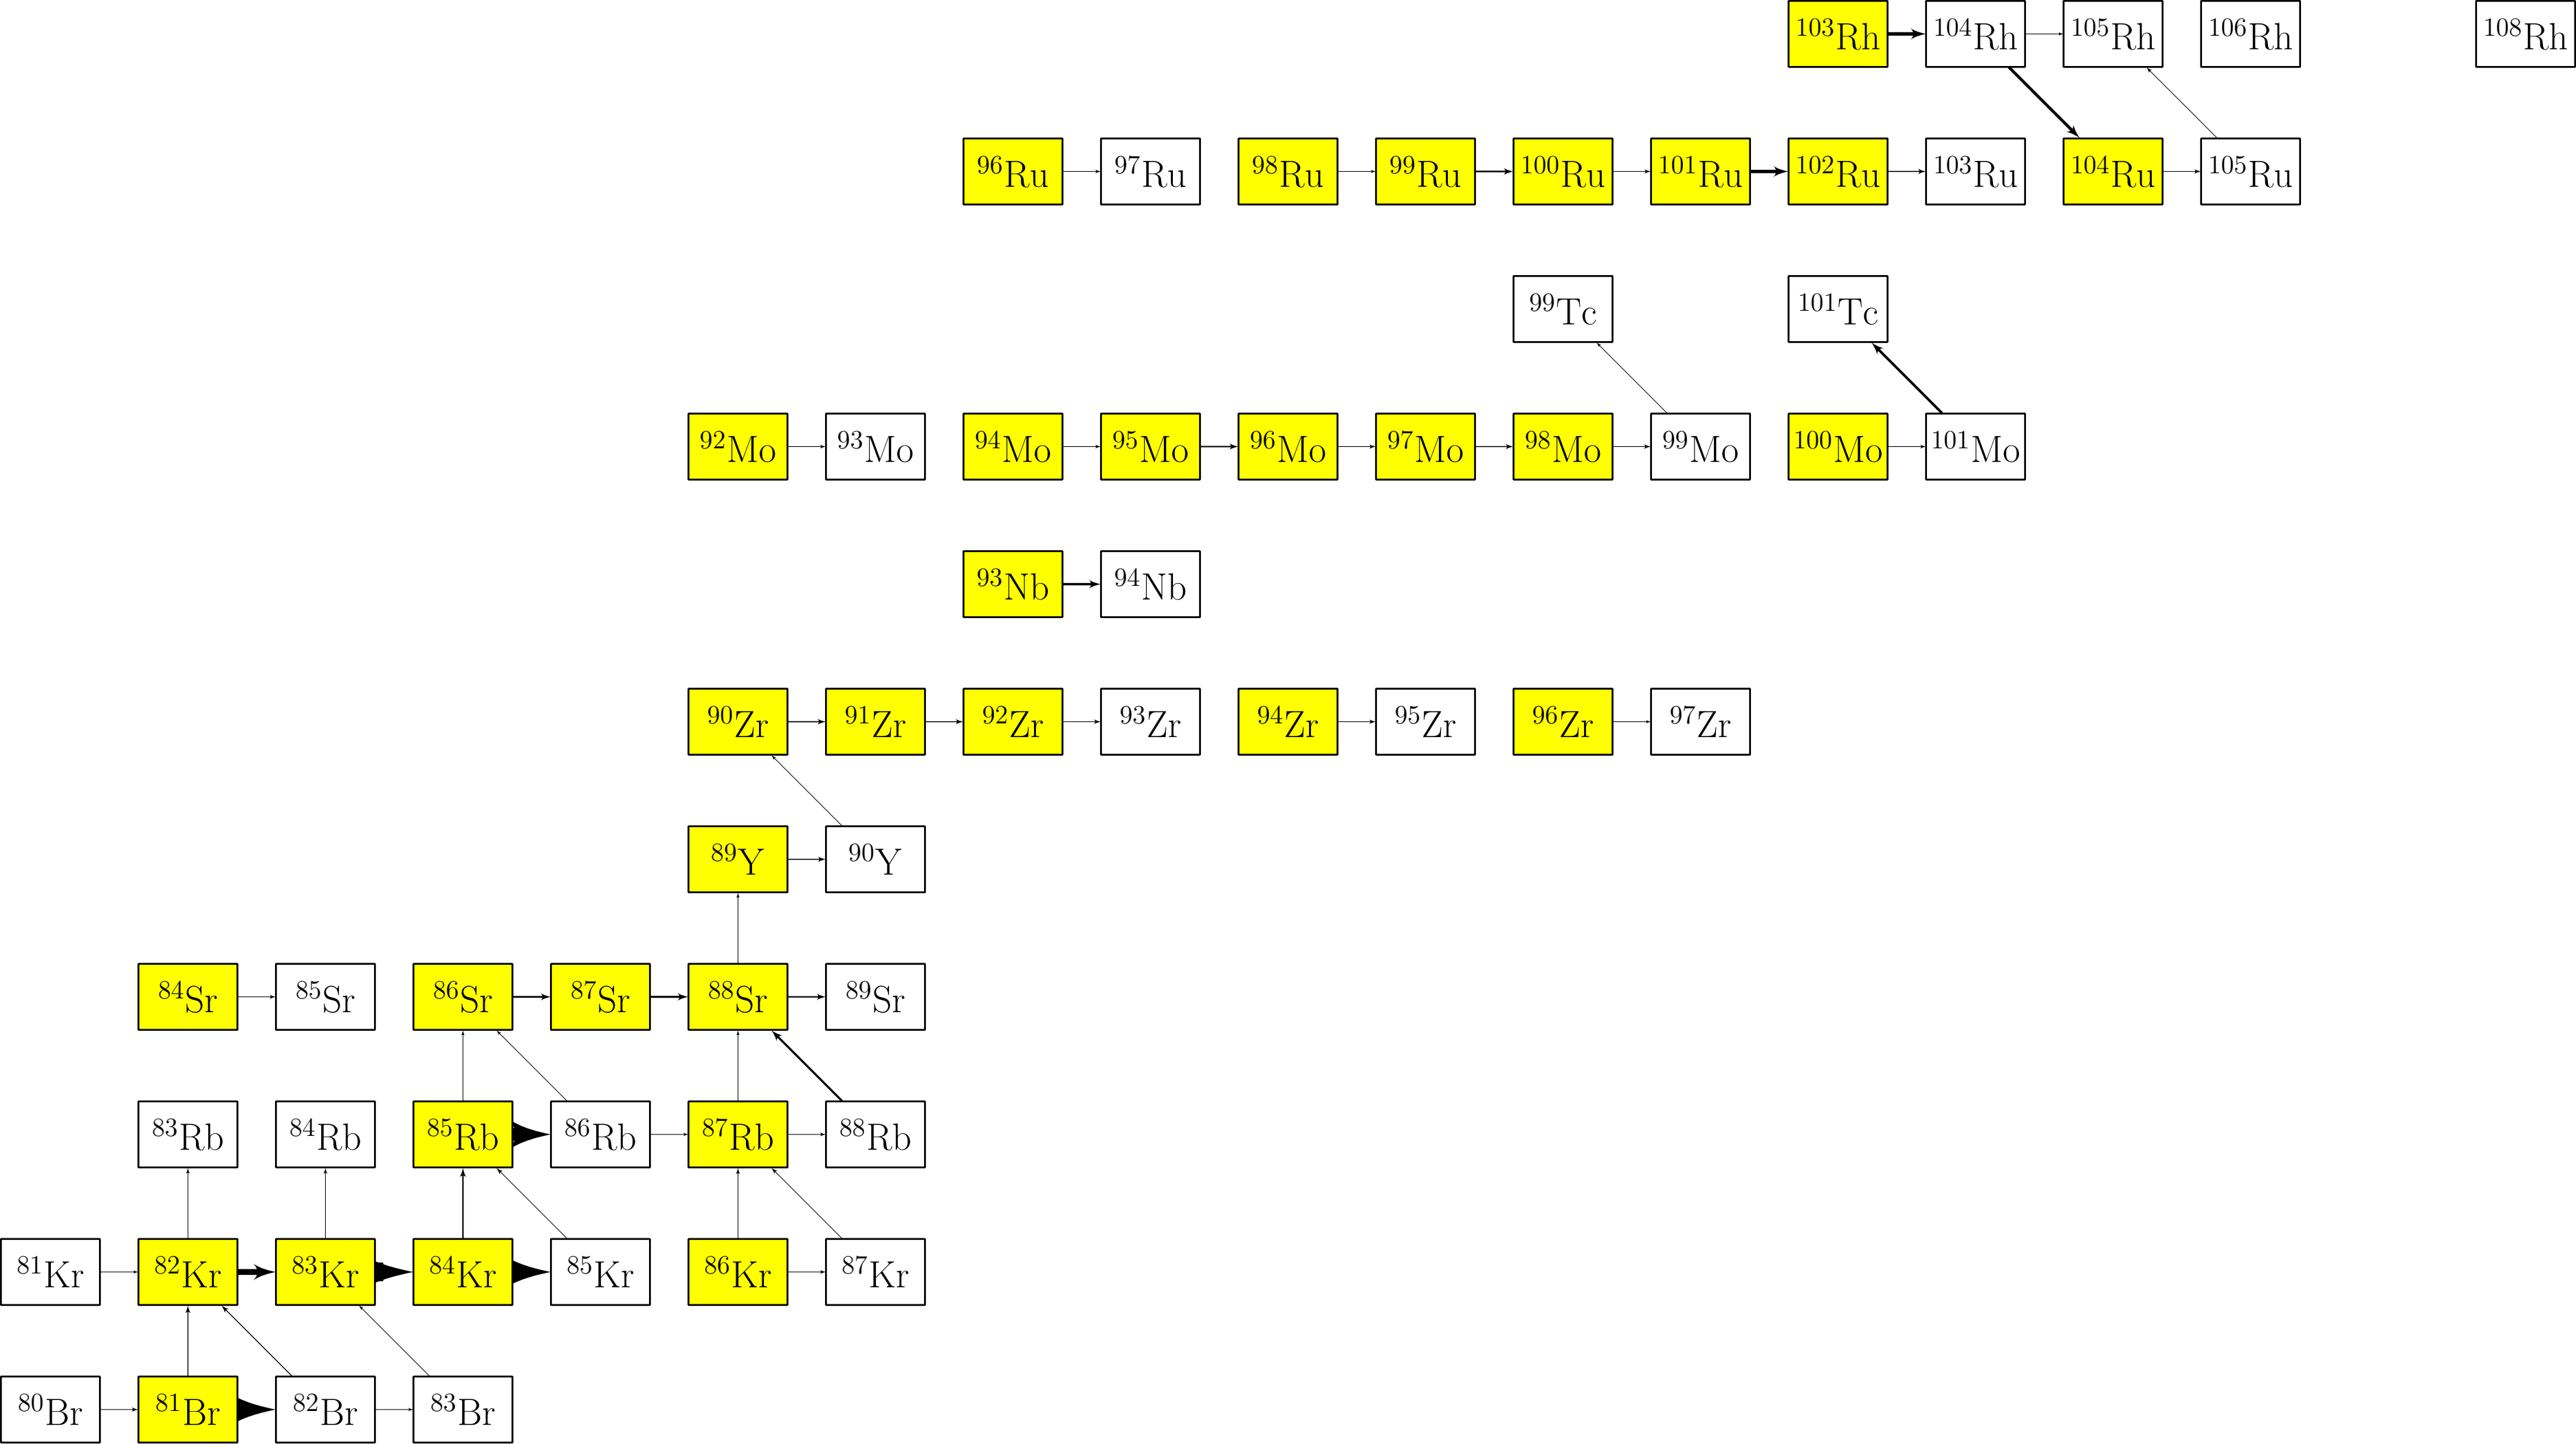 ¹⁰³Rh ¹⁰⁴Rh ¹⁰⁵Rh ¹⁰⁶Rh ¹⁰⁸Rh
⁹⁶Ru ⁹⁷Ru ⁹⁸Ru ⁹⁹Ru ¹⁰⁰Ru ¹⁰¹Ru ¹⁰²Ru ¹⁰³Ru ¹⁰⁴Ru ¹⁰⁵Ru
⁹⁹Tc ¹⁰¹Tc
⁹²Mo ⁹³Mo ⁹⁴Mo ⁹⁵Mo ⁹⁶Mo ⁹⁷Mo ⁹⁸Mo ⁹⁹Mo ¹⁰⁰Mo ¹⁰¹Mo
⁹³Nb ⁹⁴Nb
⁹⁰Zr ⁹¹Zr ⁹²Zr ⁹³Zr ⁹⁴Zr ⁹⁵Zr ⁹⁶Zr ⁹⁷Zr
⁸⁹Y ⁹⁰Y
⁸⁴Sr ⁸⁵Sr ⁸⁶Sr ⁸⁷Sr ⁸⁸Sr ⁸⁹Sr
⁸³Rb ⁸⁴Rb ⁸⁵Rb ⁸⁶Rb ⁸⁷Rb ⁸⁸Rb
⁸¹Kr ⁸²Kr ⁸³Kr ⁸⁴Kr ⁸⁵Kr ⁸⁶Kr ⁸⁷Kr
⁸⁰Br ⁸¹Br ⁸²Br ⁸³Br